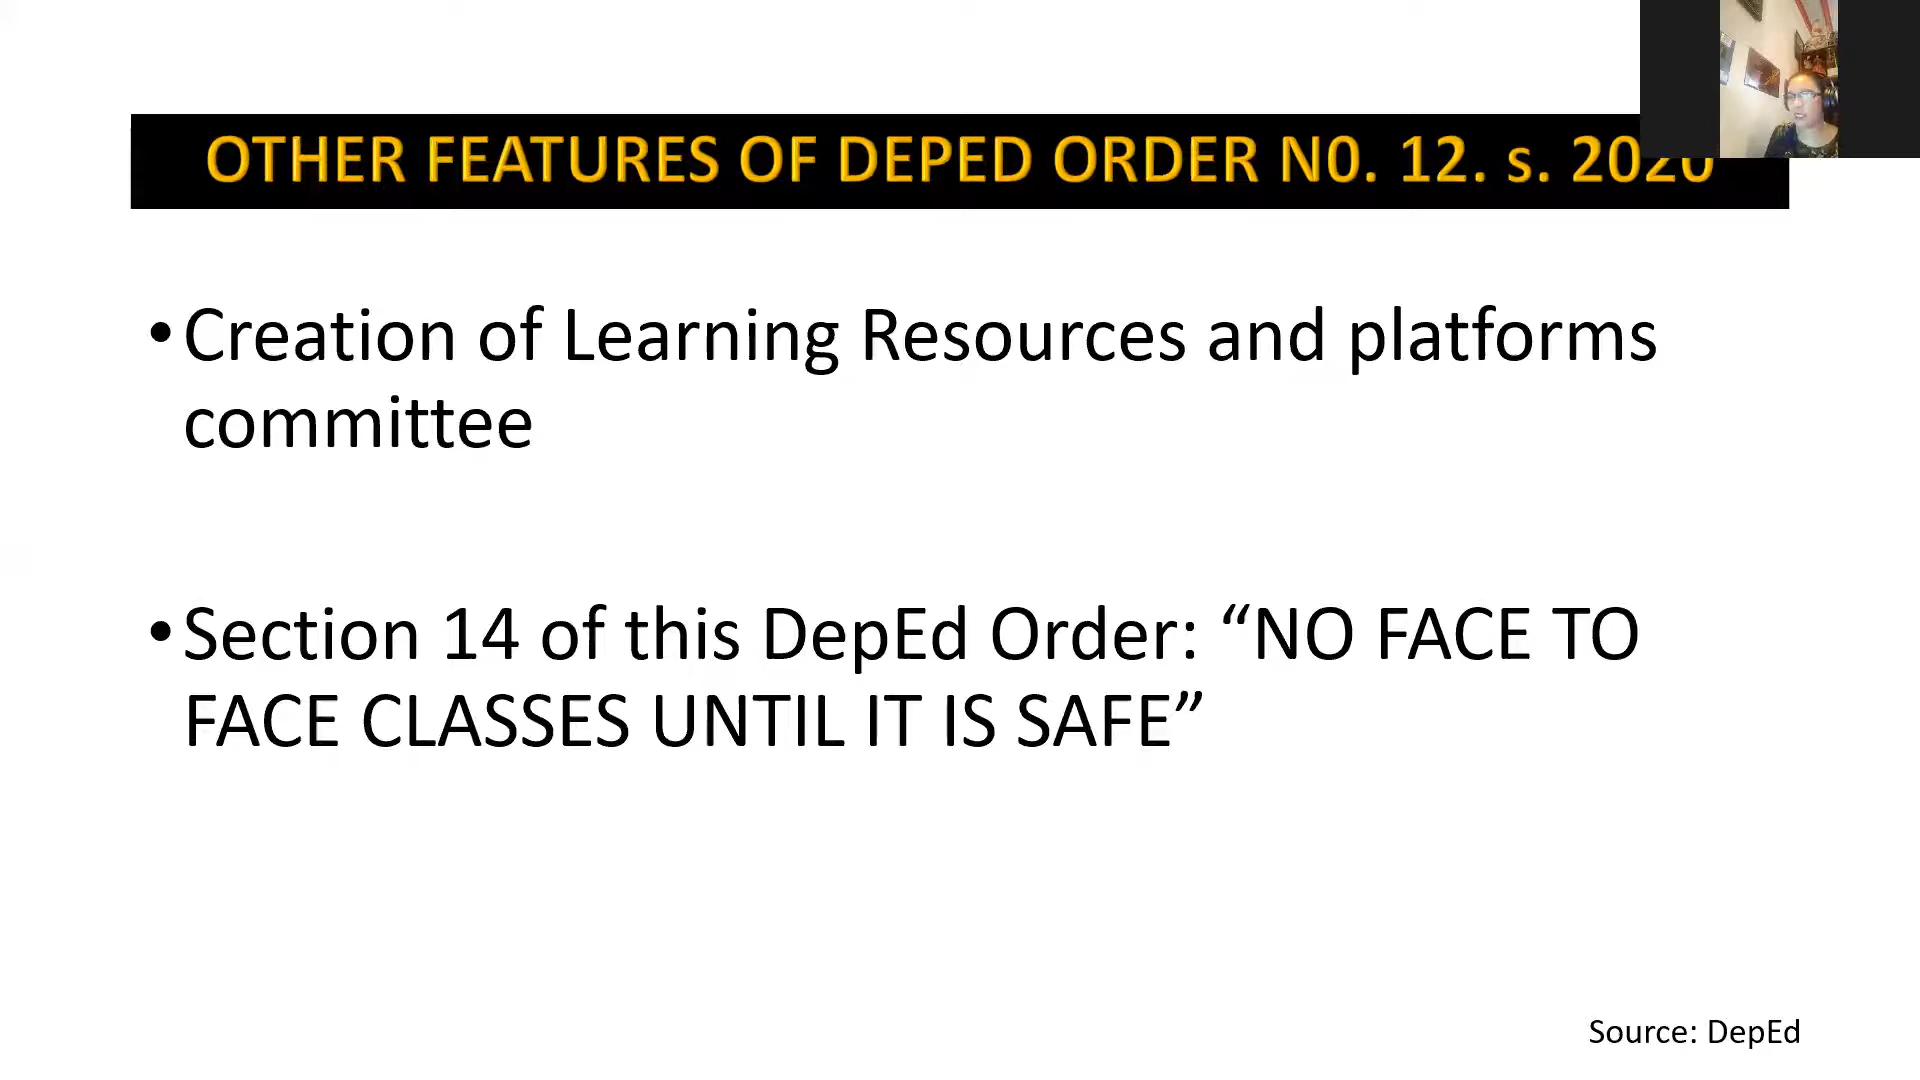 OTHER FEATURES OF DEPED ORDER N0. 12. s. 2020
•Creation of Learning Resources and platforms
committee
•Section 14 of this DepEd Order: “NO FACE TO
FACE CLASSES UNTIL IT IS SAFE”
Source: DepEd